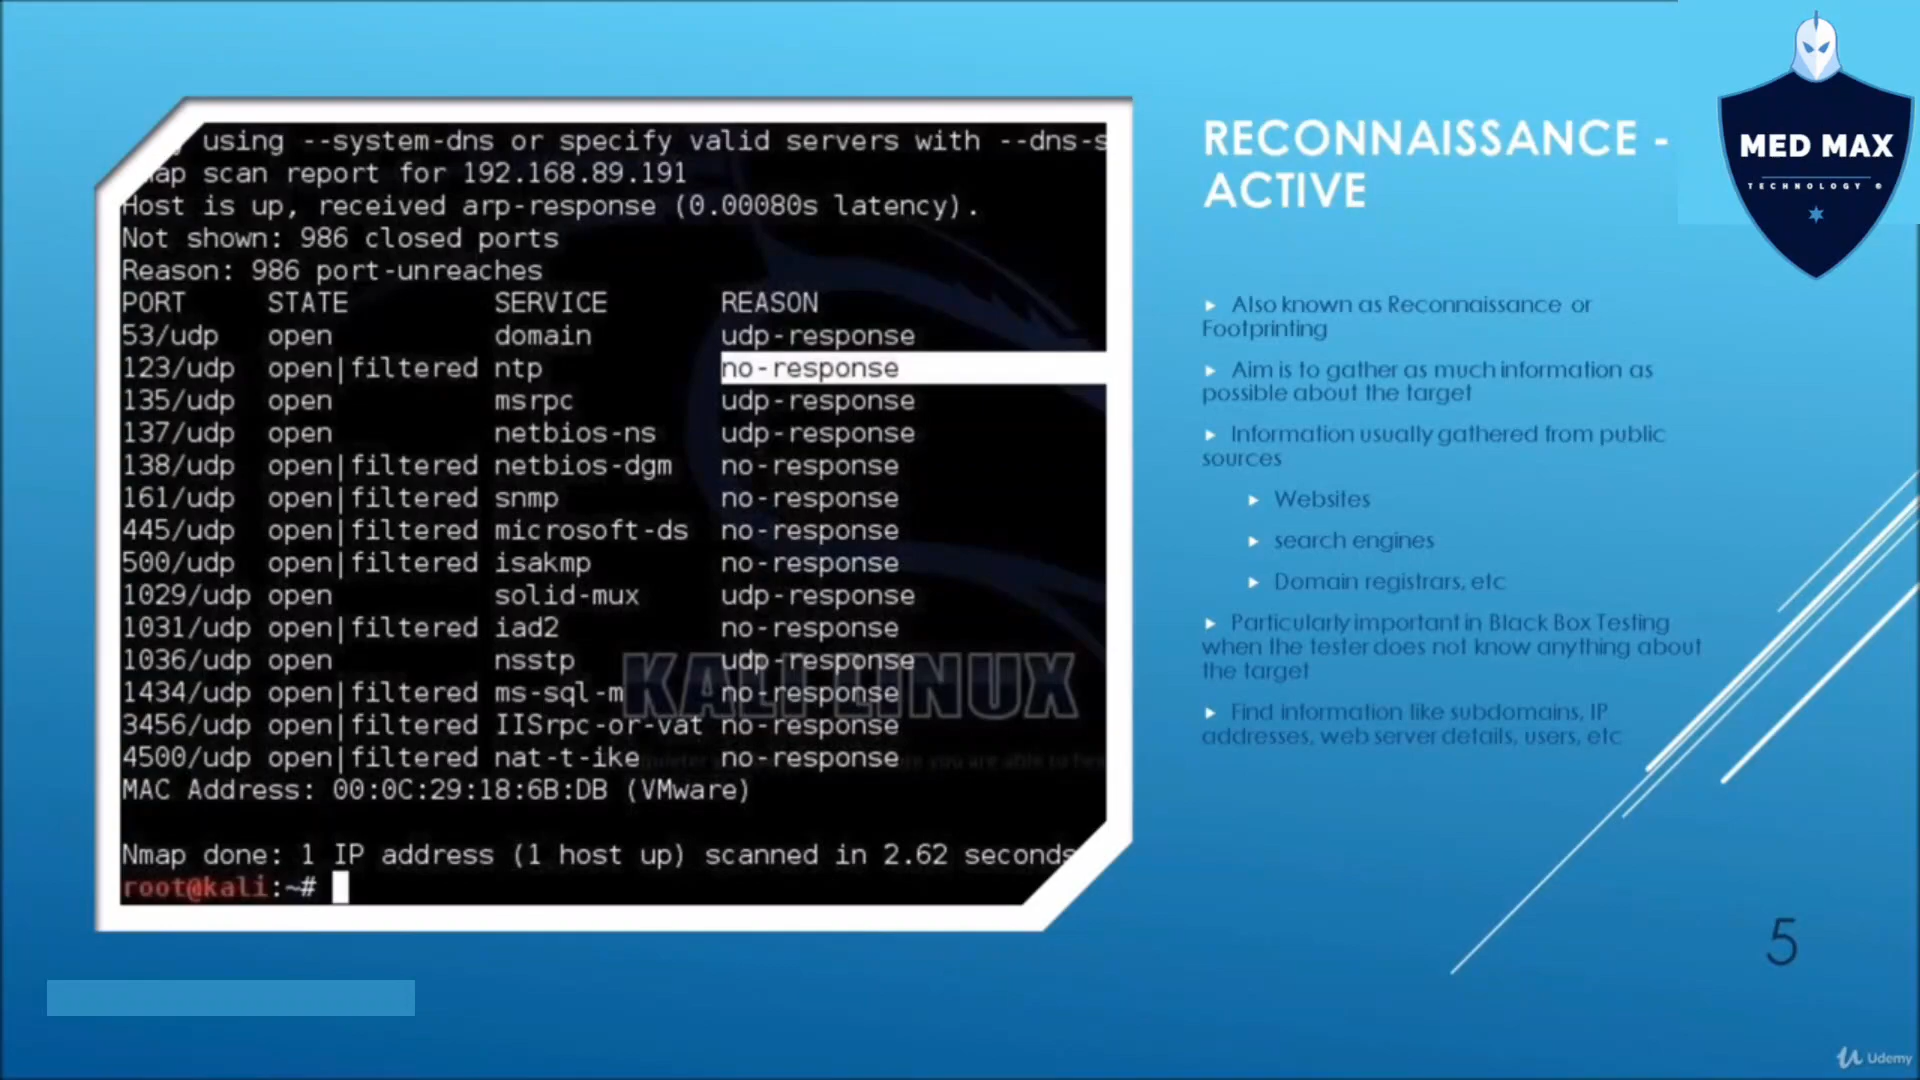 using --system-dns or specify valid servers with --dns-s
ap scan report for 192.168.89.191
Host is up, received arp-response (0.00080s latency).
Not shown: 986 closed ports
Reason: 986 port-unreaches
PORT STATE SERVICE REASON
53/udp open domain udp-response
123/udp open|filtered ntp no-response
135/udp open msrpc udp-response
137/udp open netbios-ns udp-response
138/udp open|filtered netbios-dgm no-response
161/udp open|filtered snmp no-response
445/udp open|filtered microsoft-ds no-response
500/udp open|filtered isakmp no-response
1029/udp open solid-mux udp-response
1031/udp open|filtered iad2 no-response
1036/udp open nsstp udp-response
1434/udp open|filtered ms-sql-m no-response
3456/udp open|filtered IISrpc-or-vat no-response
4500/udp open|filtered nat-t-ike no-response
MAC Address: 00:0C:29:18:6B:DB (VMware)
Nmap done: 1 IP address (1 host up) scanned in 2.62 seconds
root@kali:~#
KALI LINUX
RECONNAISSANCE -
ACTIVE
Also known as Reconnaissance or
Footprinting
Aim is to gather as much information as
possible about the target
Information usually gathered from public
sources
Websites
search engines
Domain registrars, etc
Particularly important in Black Box Testing
when the tester does not know anything about
the target
Find information like subdomains, IP
addresses, web server details, users, etc
MED MAX
TECHNOLOGY ©
5
Udemy